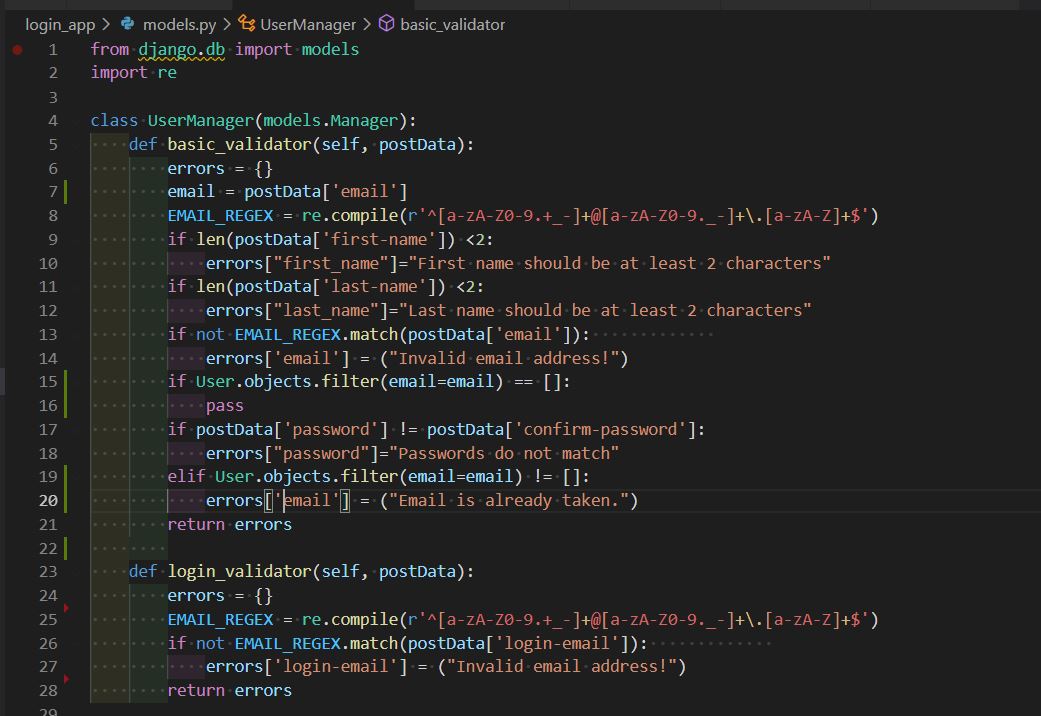 login_app > models.py > UserManager > basic_validator
1 from django.db import models
2 import re
3
4 class UserManager(models.Manager):
5     def basic_validator(self, postData):
6         errors = {}
7         email = postData['email']
8         EMAIL_REGEX = re.compile(r'^[a-zA-Z0-9.+_-]+@[a-zA-Z0-9._-]+\.[a-zA-Z]+$')
9         if len(postData['first-name']) <2:
10             errors["first_name"]="First name should be at least 2 characters"
11         if len(postData['last-name']) <2:
12             errors["last_name"]="Last name should be at least 2 characters"
13         if not EMAIL_REGEX.match(postData['email']):
14             errors['email'] = ("Invalid email address!")
15         if User.objects.filter(email=email) == []:
16             pass
17         if postData['password'] != postData['confirm-password']:
18             errors["password"]="Passwords do not match"
19         elif User.objects.filter(email=email) != []:
20             errors['email'] = ("Email is already taken.")
21         return errors
22
23     def login_validator(self, postData):
24         errors = {}
25         EMAIL_REGEX = re.compile(r'^[a-zA-Z0-9.+_-]+@[a-zA-Z0-9._-]+\.[a-zA-Z]+$')
26         if not EMAIL_REGEX.match(postData['login-email']):
27             errors['login-email'] = ("Invalid email address!")
28         return errors
29